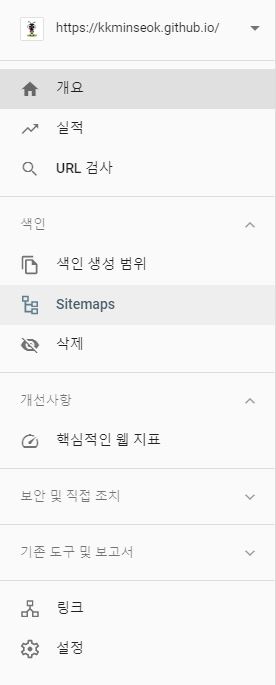 https://kkminseok.github.io/
개요
실적
URL 검사
색인
색인 생성 범위
Sitemaps
삭제
개선사항
핵심적인 웹 지표
보안 및 직접 조치
기존 도구 및 보고서
링크
설정